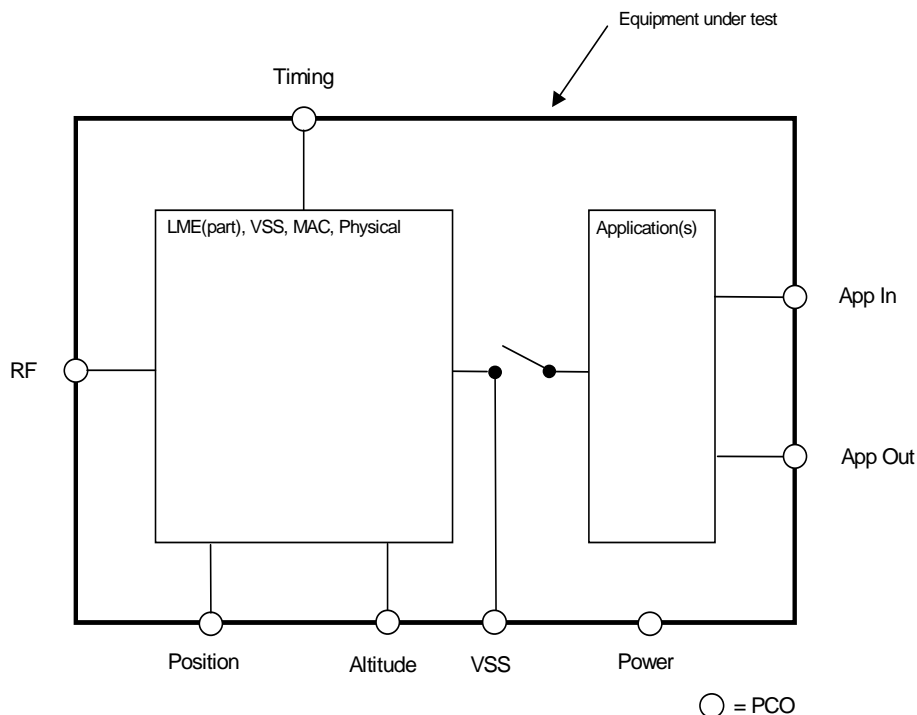 Equipment under test
Timing
LME(part), VSS, MAC, Physical
Application(s)
App In
RF
App Out
Position
Altitude
VSS
Power
= PCO